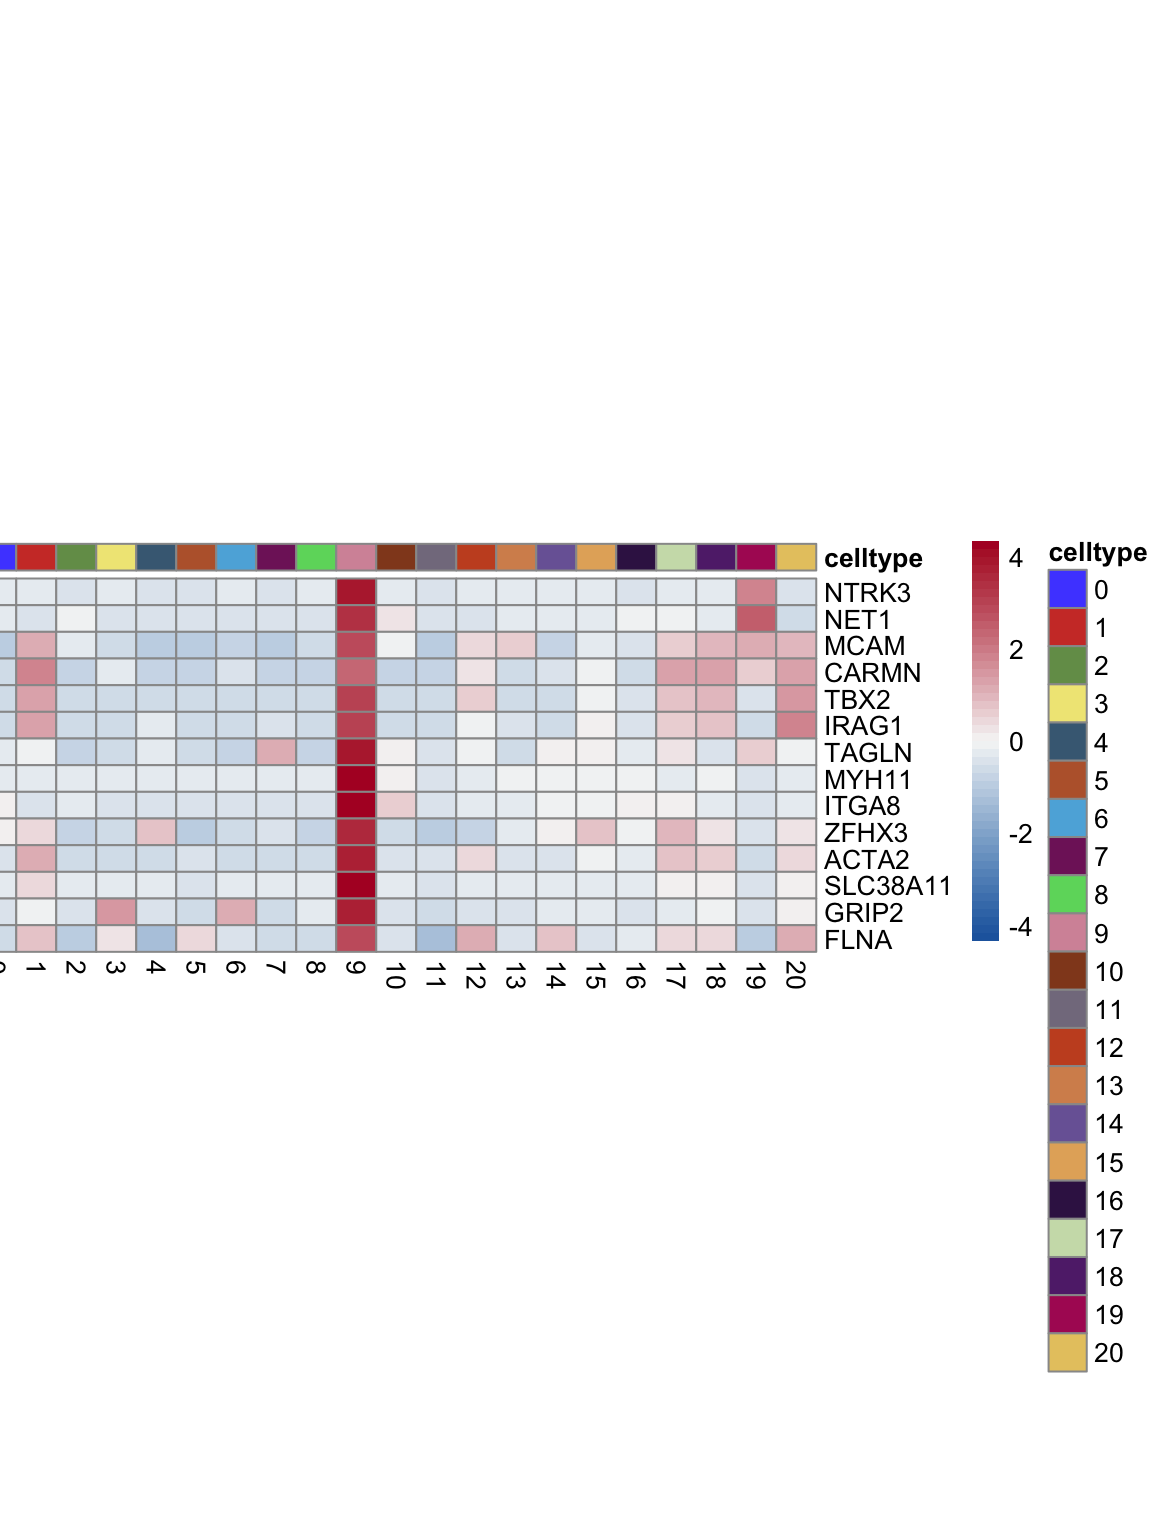 celltype
NTRK3
NET1
MCAM
CARMN
TBX2
IRAG1
TAGLN
MYH11
ITGA8
ZFHX3
ACTA2
SLC38A11
GRIP2
FLNA
1 2 3 4 5 6 7 8 9 10 11 12 13 14 15 16 17 18 19 20
4
2
0
-2
-4
celltype
0
1
2
3
4
5
6
7
8
9
10
11
12
13
14
15
16
17
18
19
20